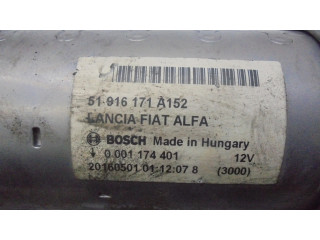 51 916 171 A152
LANCIA FIAT ALFA
BOSCH Made in Hungary
0 001 174 401 12V
20160501 01:12:07 8 (3000)